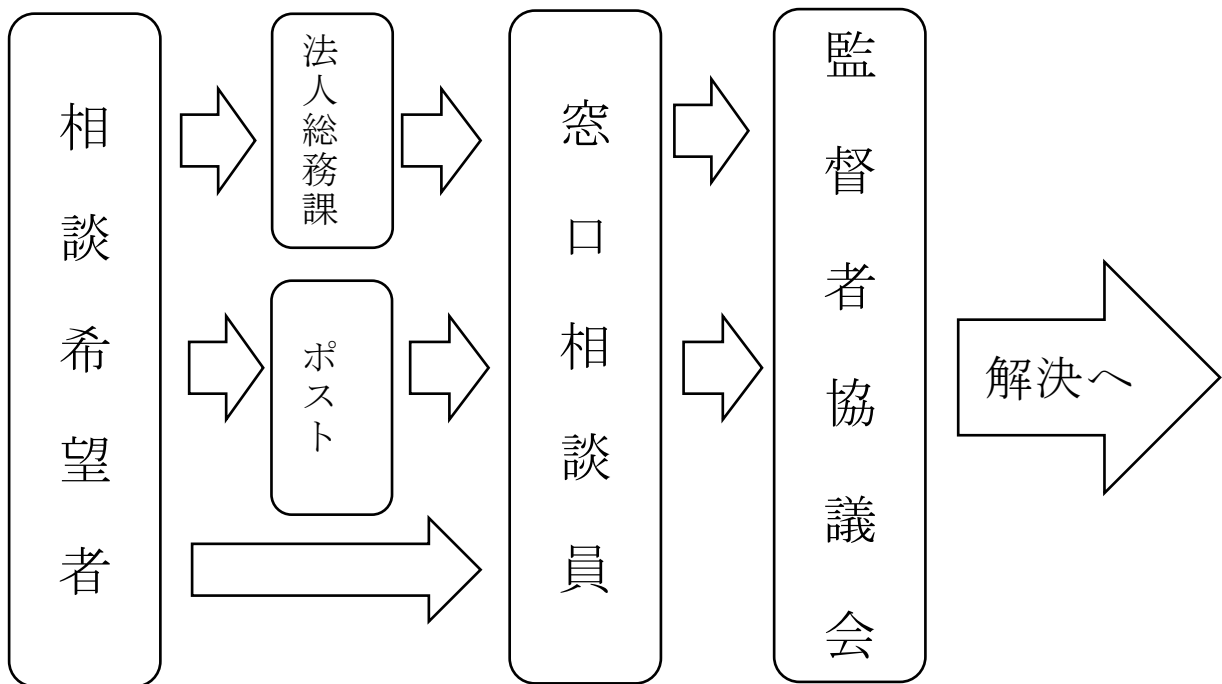 相談希望者
法人総務課
ポスト
窓口相談員
監督者協議会
解決へ